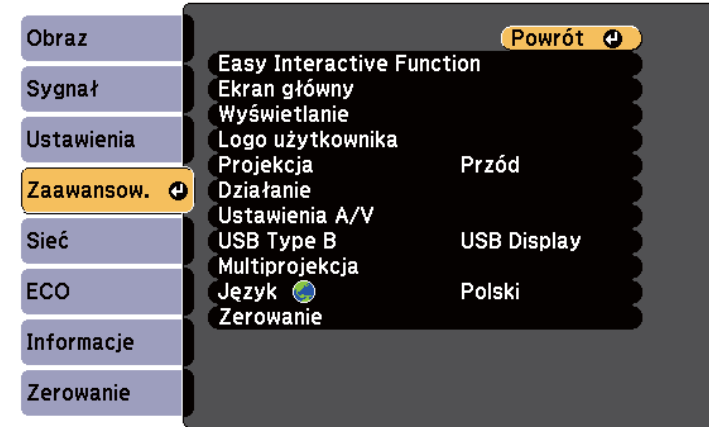 Obraz
Sygnał
Ustawienia
Zaawansow.
Sieć
ECO
Informacje
Zerowanie
Powrót
Easy Interactive Function
Ekran główny
Wyświetlanie
Logo użytkownika
Projekcja Przód
Działanie
Ustawienia A/V
USB Type B USB Display
Multiprojekcja
Język Polski
Zerowanie